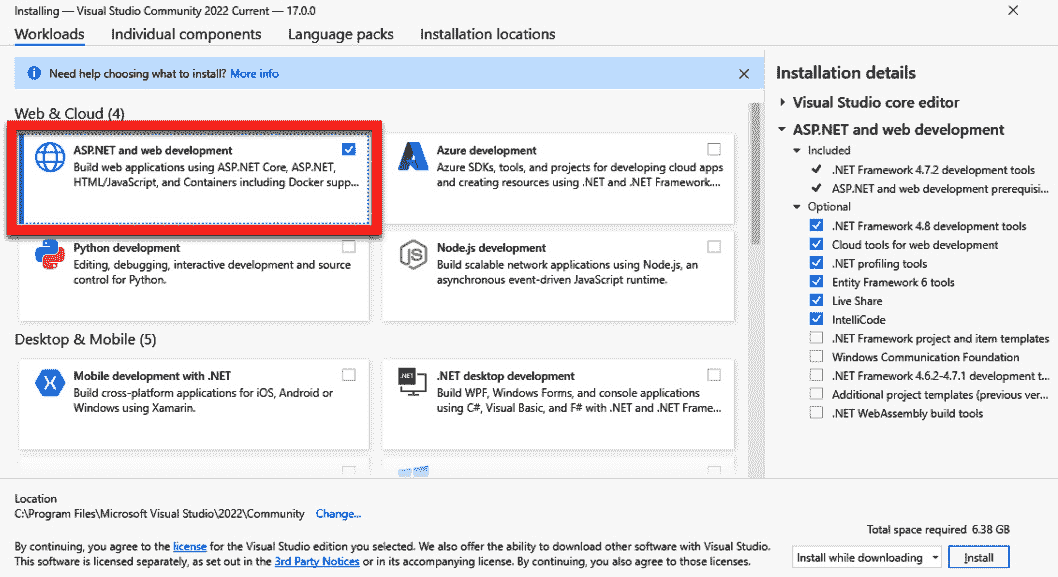 Installing — Visual Studio Community 2022 Current — 17.0.0
Workloads Individual components Language packs Installation locations
Need help choosing what to install? More info
Web & Cloud (4)
ASP.NET and web development
Build web applications using ASP.NET Core, ASP.NET,
HTML/JavaScript, and Containers including Docker supp...
Azure development
Azure SDKs, tools, and projects for developing cloud apps
and creating resources using .NET and .NET Framework....
Python development
Editing, debugging, interactive development and source
control for Python.
Node.js development
Build scalable network applications using Node.js, an
asynchronous event-driven JavaScript runtime.
Desktop & Mobile (5)
Mobile development with .NET
Build cross-platform applications for iOS, Android or
Windows using Xamarin.
.NET
.NET desktop development
Build WPF, Windows Forms, and console applications
using C#, Visual Basic, and F# with .NET and .NET Frame...
Installation details
Visual Studio core editor
ASP.NET and web development
Included
.NET Framework 4.7.2 development tools
ASP.NET and web development prerequisi...
Optional
.NET Framework 4.8 development tools
Cloud tools for web development
.NET profiling tools
Entity Framework 6 tools
Live Share
IntelliCode
.NET Framework project and item templates
Windows Communication Foundation
.NET Framework 4.6.2-4.7.1 development t...
Additional project templates (previous ver...
.NET WebAssembly build tools
Location
C:\Program Files\Microsoft Visual Studio\2022\Community Change...
By continuing, you agree to the license for the Visual Studio edition you selected. We also offer the ability to download other software with Visual Studio.
This software is licensed separately, as set out in the 3rd Party Notices or in its accompanying license. By continuing, you also agree to those licenses.
Total space required 6.38 GB
Install while downloading
Install